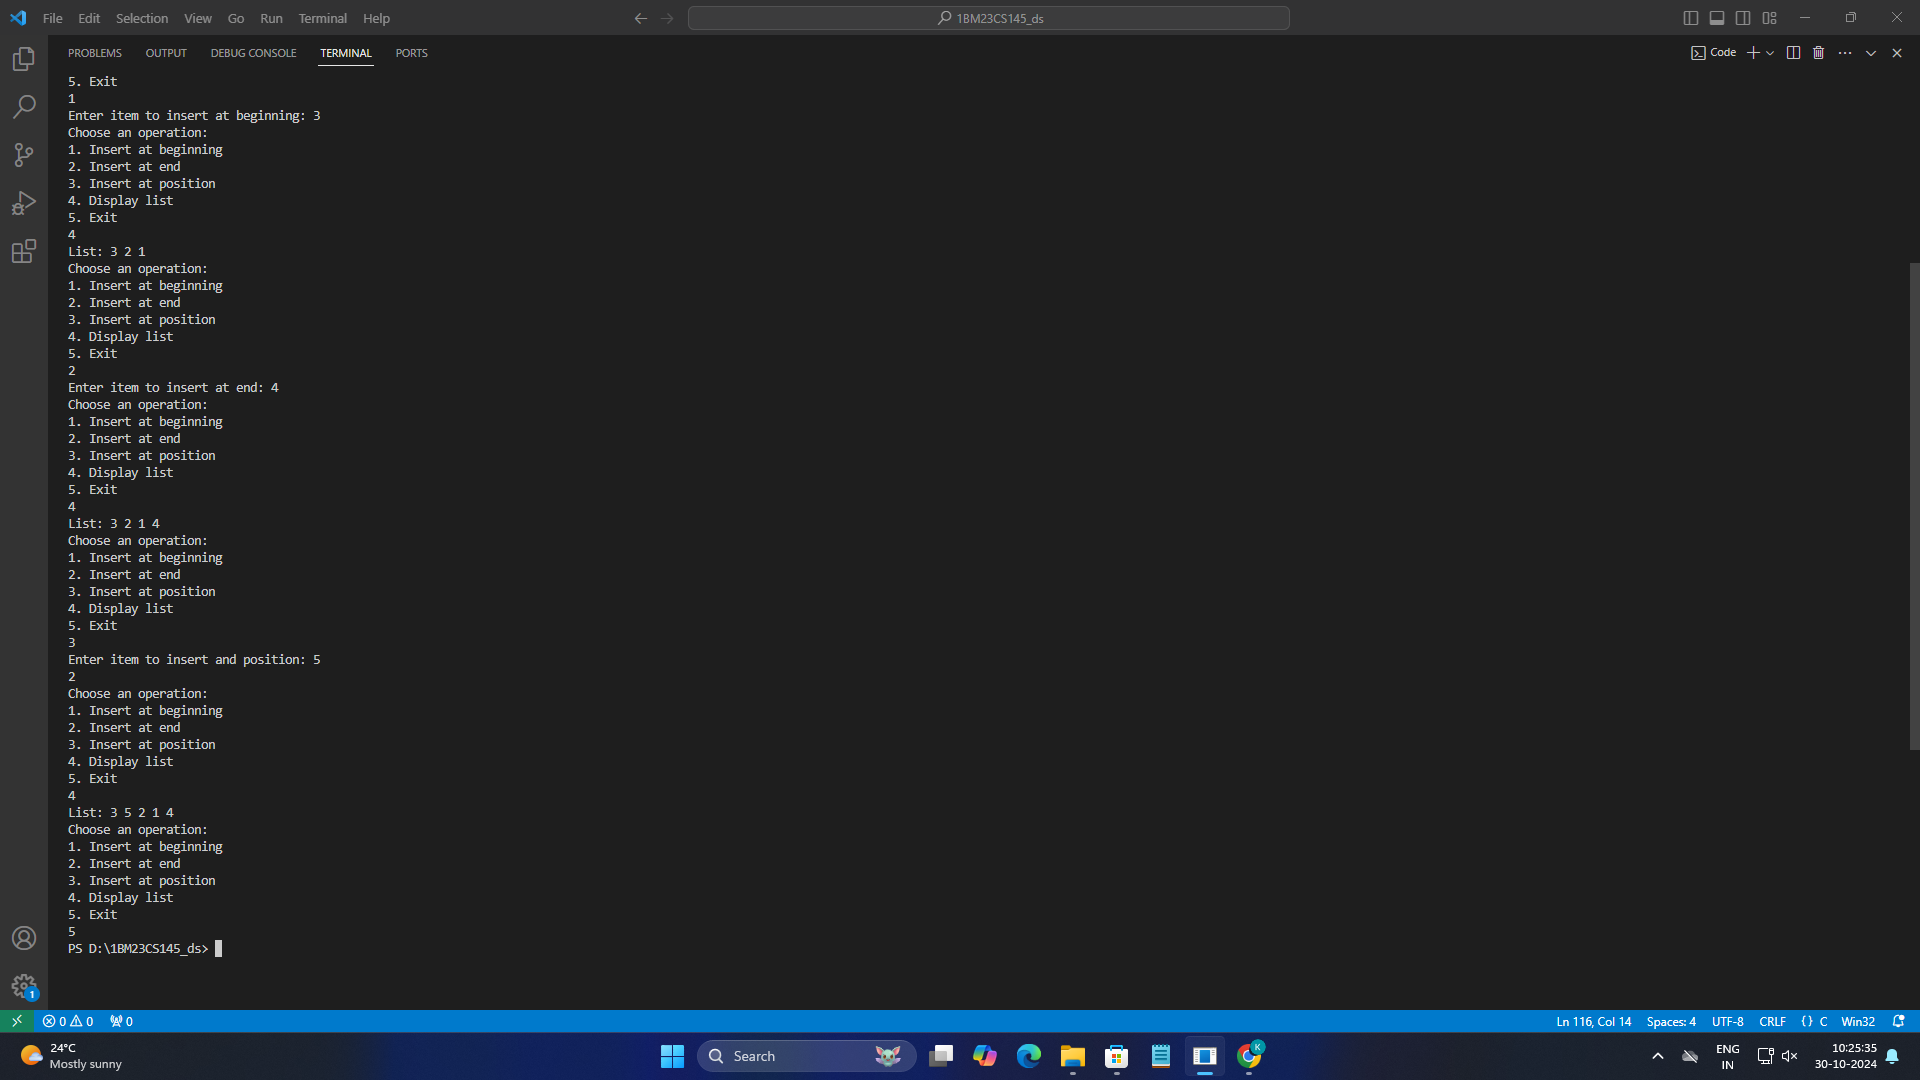 File Edit Selection View Go Run Terminal Help
1BM23CS145_ds
PROBLEMS OUTPUT DEBUG CONSOLE TERMINAL PORTS
Code
5. Exit
1
Enter item to insert at beginning: 3
Choose an operation:
1. Insert at beginning
2. Insert at end
3. Insert at position
4. Display list
5. Exit
4
List: 3 2 1
Choose an operation:
1. Insert at beginning
2. Insert at end
3. Insert at position
4. Display list
5. Exit
2
Enter item to insert at end: 4
Choose an operation:
1. Insert at beginning
2. Insert at end
3. Insert at position
4. Display list
5. Exit
4
List: 3 2 1 4
Choose an operation:
1. Insert at beginning
2. Insert at end
3. Insert at position
4. Display list
5. Exit
3
Enter item to insert and position: 5
2
Choose an operation:
1. Insert at beginning
2. Insert at end
3. Insert at position
4. Display list
5. Exit
4
List: 3 5 2 1 4
Choose an operation:
1. Insert at beginning
2. Insert at end
3. Insert at position
4. Display list
5. Exit
5
PS D:\1BM23CS145_ds>
1
0 0 0
Ln 116, Col 14 Spaces: 4 UTF-8 CRLF {} C Win32
24°C
Mostly sunny
Search
K
ENG
IN
10:25:35
30-10-2024